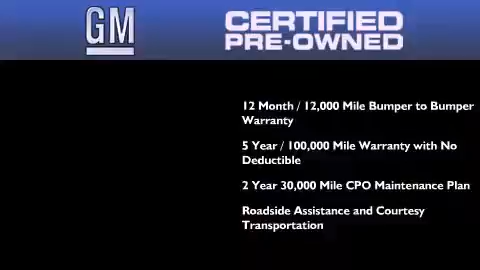 GM
CERTIFIED
PRE-OWNED
12 Month / 12,000 Mile Bumper to Bumper
Warranty
5 Year / 100,000 Mile Warranty with No
Deductible
2 Year 30,000 Mile CPO Maintenance Plan
Roadside Assistance and Courtesy
Transportation